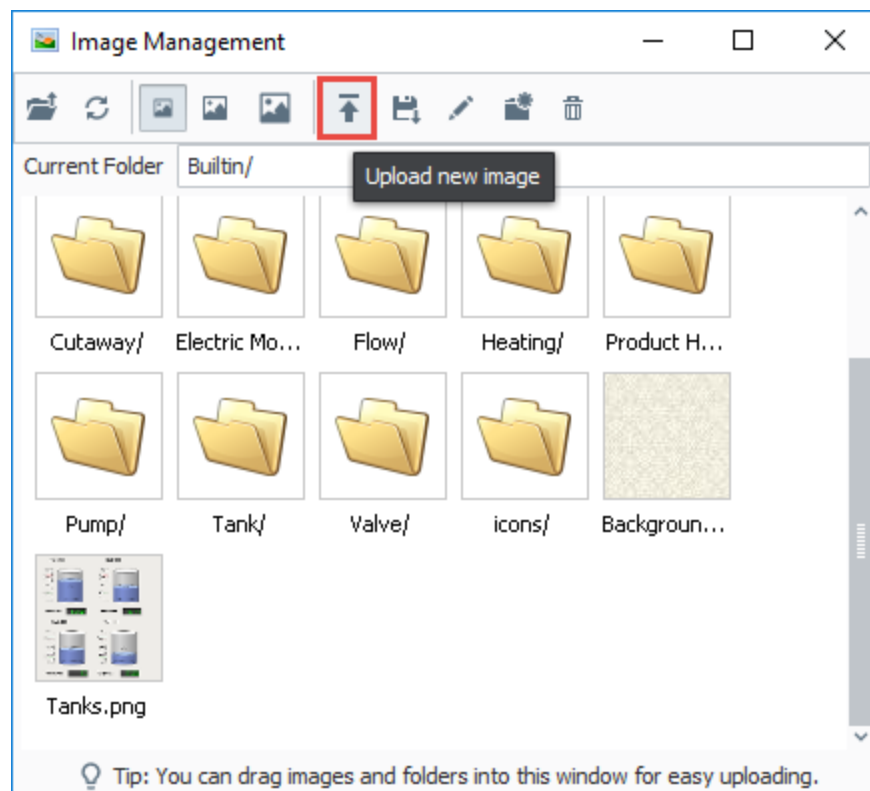 Image Management
Current Folder Builtin/
Upload new image
Cutaway/ Electric Mo... Flow/ Heating/ Product H...
Pump/ Tank/ Valve/ icons/ Backgroun...
Tanks.png
Tip: You can drag images and folders into this window for easy uploading.